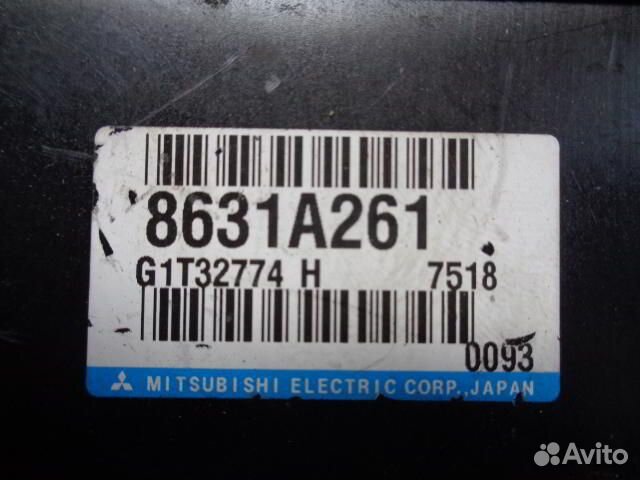 8631A261
G1T32774 H 7518
0093
MITSUBISHI ELECTRIC CORP.,JAPAN
Avito